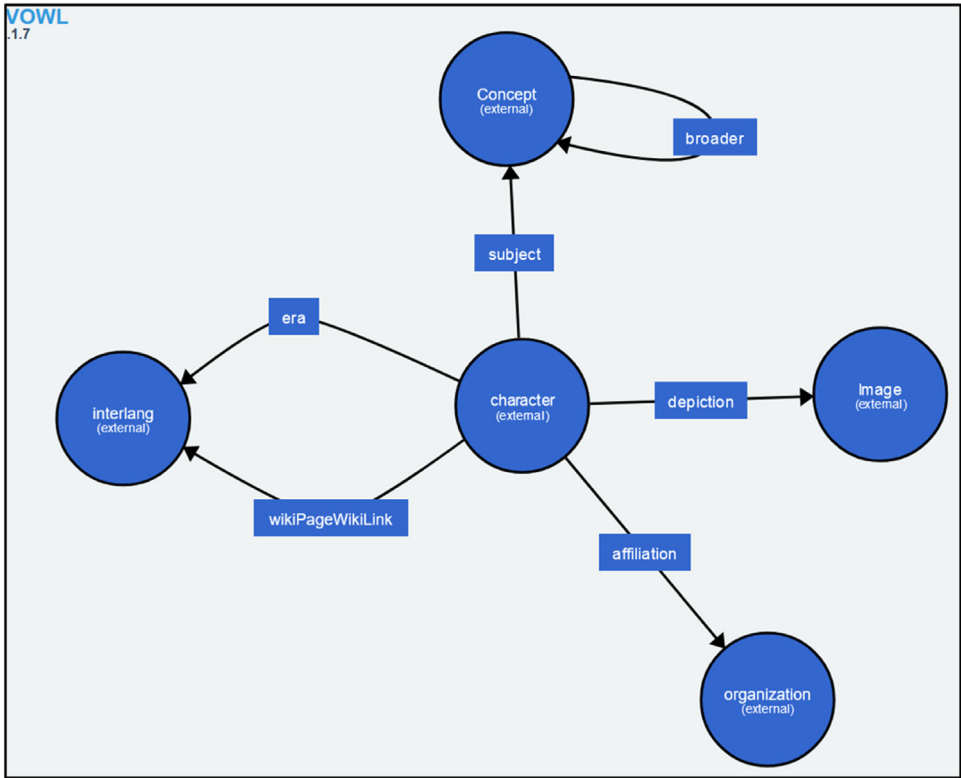 VOWL
.1.7
Concept
(external)
broader
subject
era
interlang
(external)
character
(external)
depiction
Image
(external)
wikiPageWikiLink
affiliation
organization
(external)